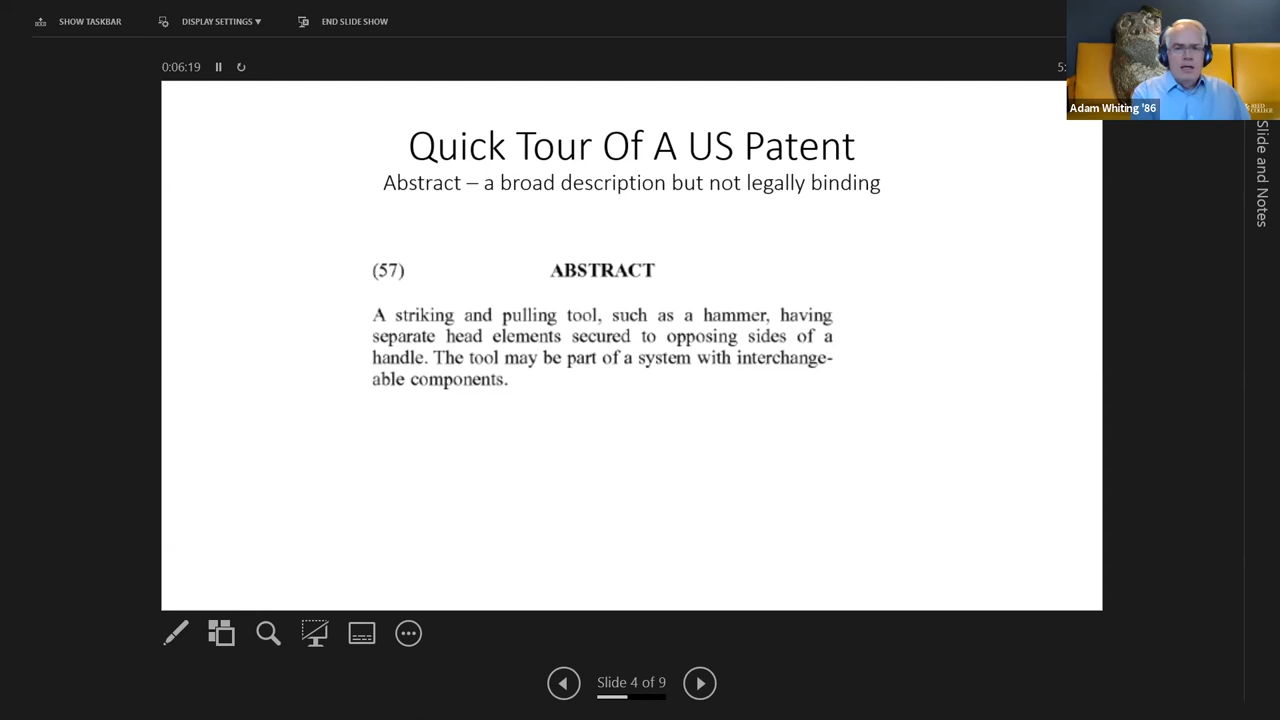 SHOW TASKBAR
DISPLAY SETTINGS ▼
END SLIDE SHOW
0:06:19
5:
Adam Whiting '86
REED
COLLEGE
Slide and Notes
Quick Tour Of A US Patent
Abstract – a broad description but not legally binding
(57) ABSTRACT
A striking and pulling tool, such as a hammer, having
separate head elements secured to opposing sides of a
handle. The tool may be part of a system with interchange-
able components.
Slide 4 of 9